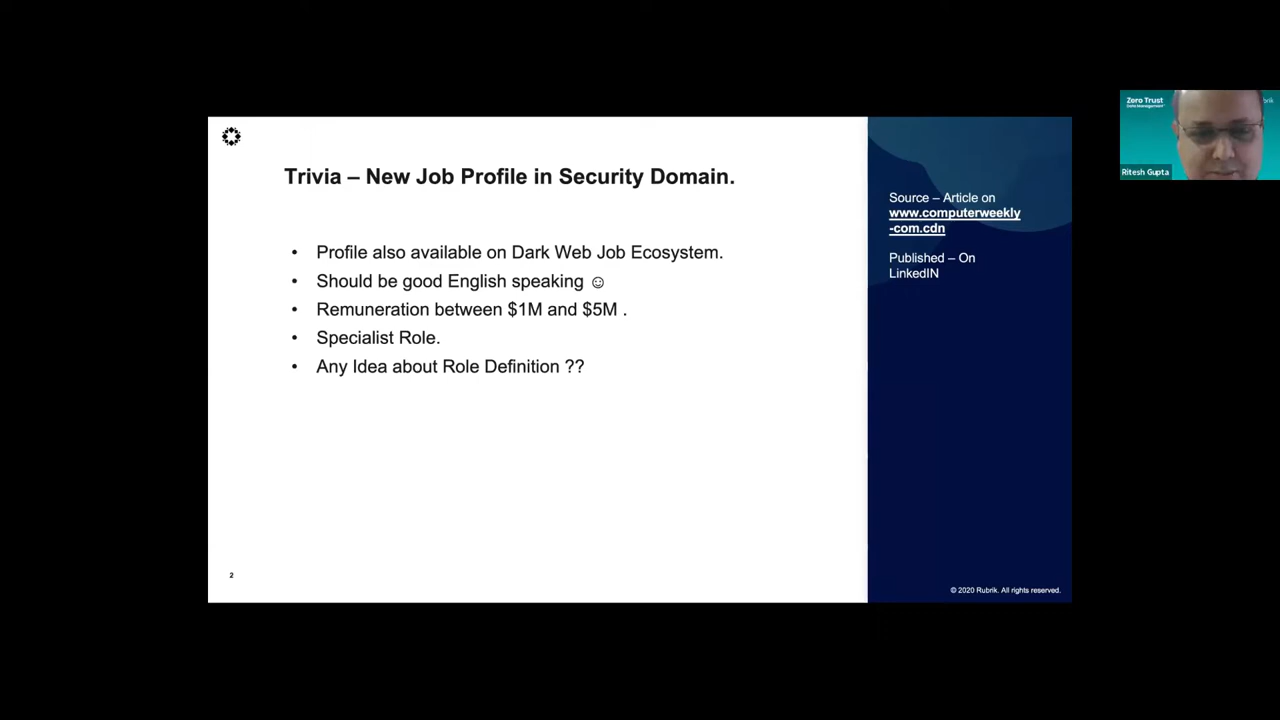 Trivia – New Job Profile in Security Domain.
• Profile also available on Dark Web Job Ecosystem.
• Should be good English speaking ☺
• Remuneration between $1M and $5M .
• Specialist Role.
• Any Idea about Role Definition ??
2
Source – Article on
www.computerweekly
-com.cdn
Published – On
LinkedIN
© 2020 Rubrik. All rights reserved.
Zero Trust
Data Management™
Ritesh Gupta